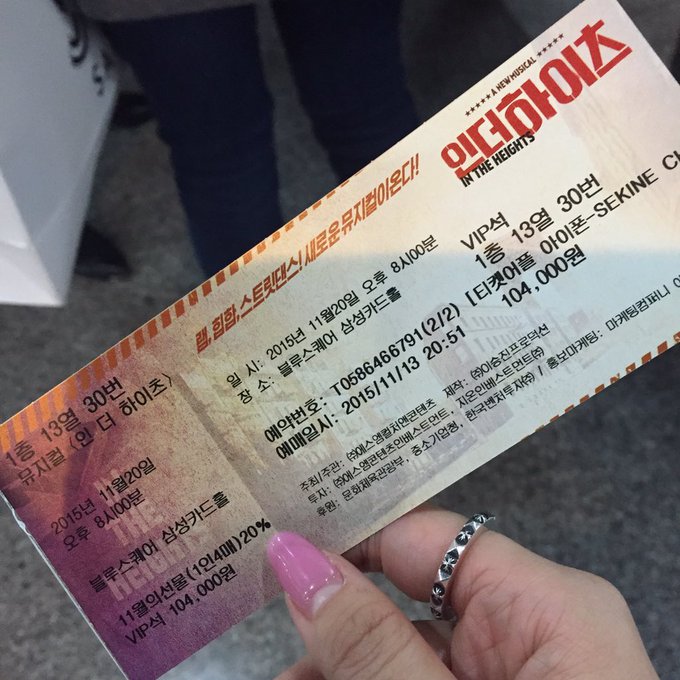 ★★★★★ A NEW MUSICAL ★★★★★
인더하이츠
IN THE HEIGHTS
랩, 힙합, 스트릿댄스! 새로운 뮤지컬이 온다!
일 시: 2015년 11월20일 오후 8시00분
장 소: 블루스퀘어 삼성카드홀
VIP석
1층 13열 30번
[티켓어플 아이폰-SEKINE
104,000원
예약번호: T0586466791(2/2)
예매일시: 2015/11/13 20:51
주최/주관: ㈜에스엠컬처앤콘텐츠 제작: ㈜이승진프로덕션
투자: ㈜에스엠콘텐츠인베스트먼트, 지온인베스트먼트㈜
후원: 문화체육관광부, 중소기업청, 한국벤처투자㈜ / 홍보마케팅: 마케팅컴퍼니
1층 13열 30번
뮤지컬 <인 더 하이츠>
2015년 11월20일
오후 8시00분
THE
HEIGHTS
블루스퀘어 삼성카드홀
11월의선물(1인4매)20%
VIP석 104,000원